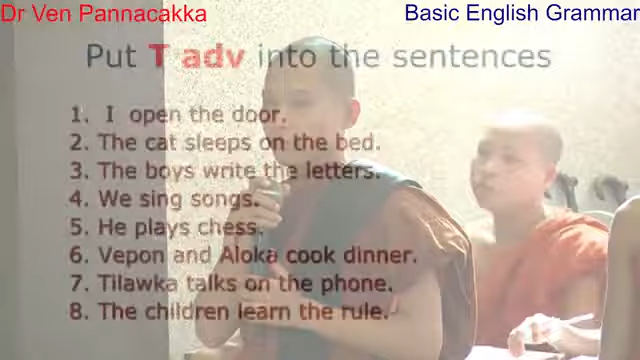 Dr Ven Pannacakka
Basic English Grammar
Put T adv into the sentences
1. I open the door.
2. The cat sleeps on the bed.
3. The boys write the letters.
4. We sing songs.
5. He plays chess.
6. Vepon and Aloka cook dinner.
7. Tilawka talks on the phone.
8. The children learn the rule.